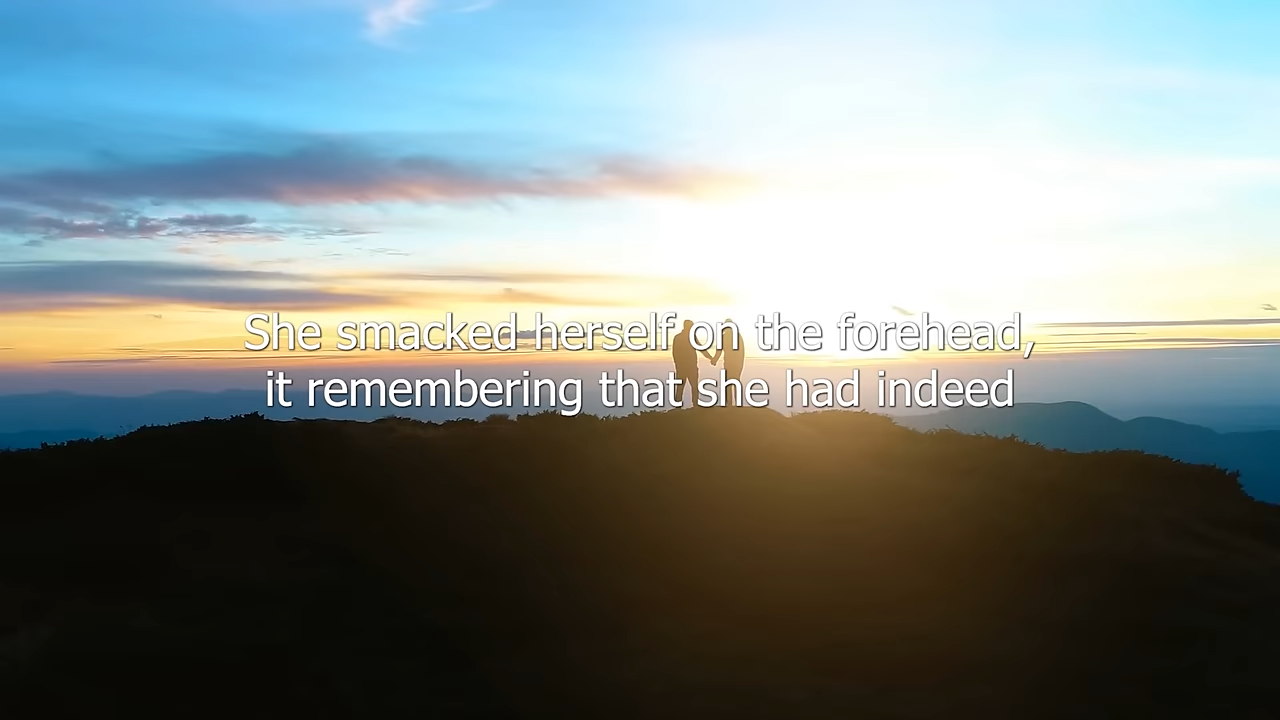 She smacked herself on the forehead,
it remembering that she had indeed